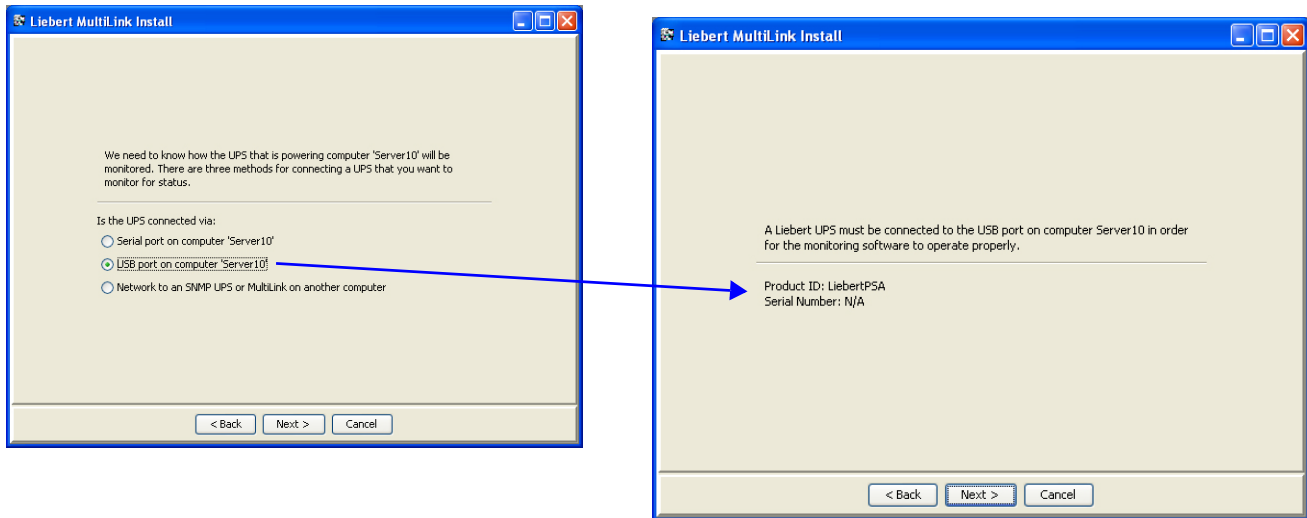 Liebert MultiLink Install
We need to know how the UPS that is powering computer 'Server10' will be
monitored. There are three methods for connecting a UPS that you want to
monitor for status.
Is the UPS connected via:
Serial port on computer 'Server10'
USB port on computer 'Server10'
Network to an SNMP UPS or MultiLink on another computer
< Back
Next >
Cancel
Liebert MultiLink Install
A Liebert UPS must be connected to the USB port on computer Server10 in order
for the monitoring software to operate properly.
Product ID: LiebertPSA
Serial Number: N/A
< Back
Next >
Cancel